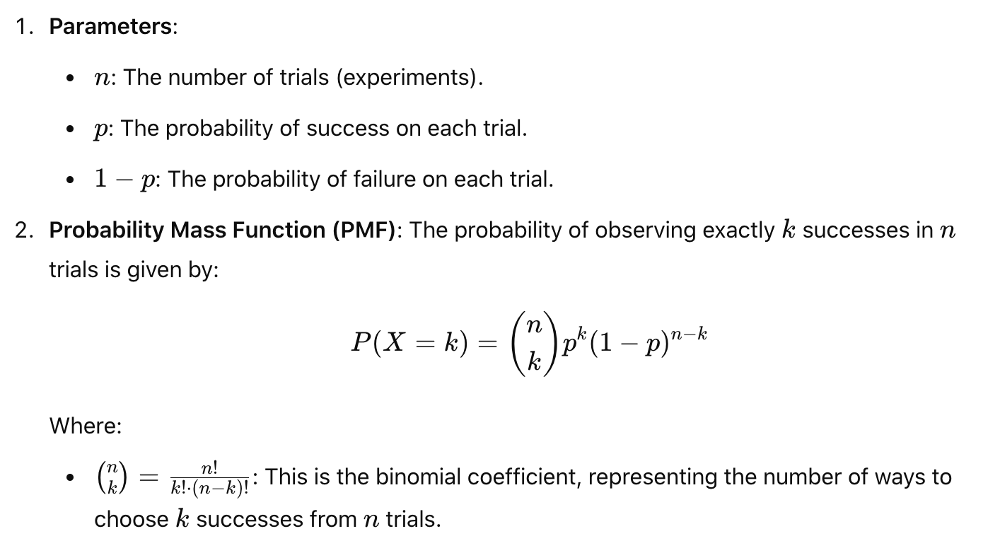 1. Parameters:
• n: The number of trials (experiments).
• p: The probability of success on each trial.
• 1 − p: The probability of failure on each trial.
2. Probability Mass Function (PMF): The probability of observing exactly k successes in n
trials is given by:
P(X = k) = \binom{n}{k} p^k (1 − p)^{n−k}
Where:
• \binom{n}{k} = \frac{n!}{k!·(n−k)!}: This is the binomial coefficient, representing the number of ways to
choose k successes from n trials.